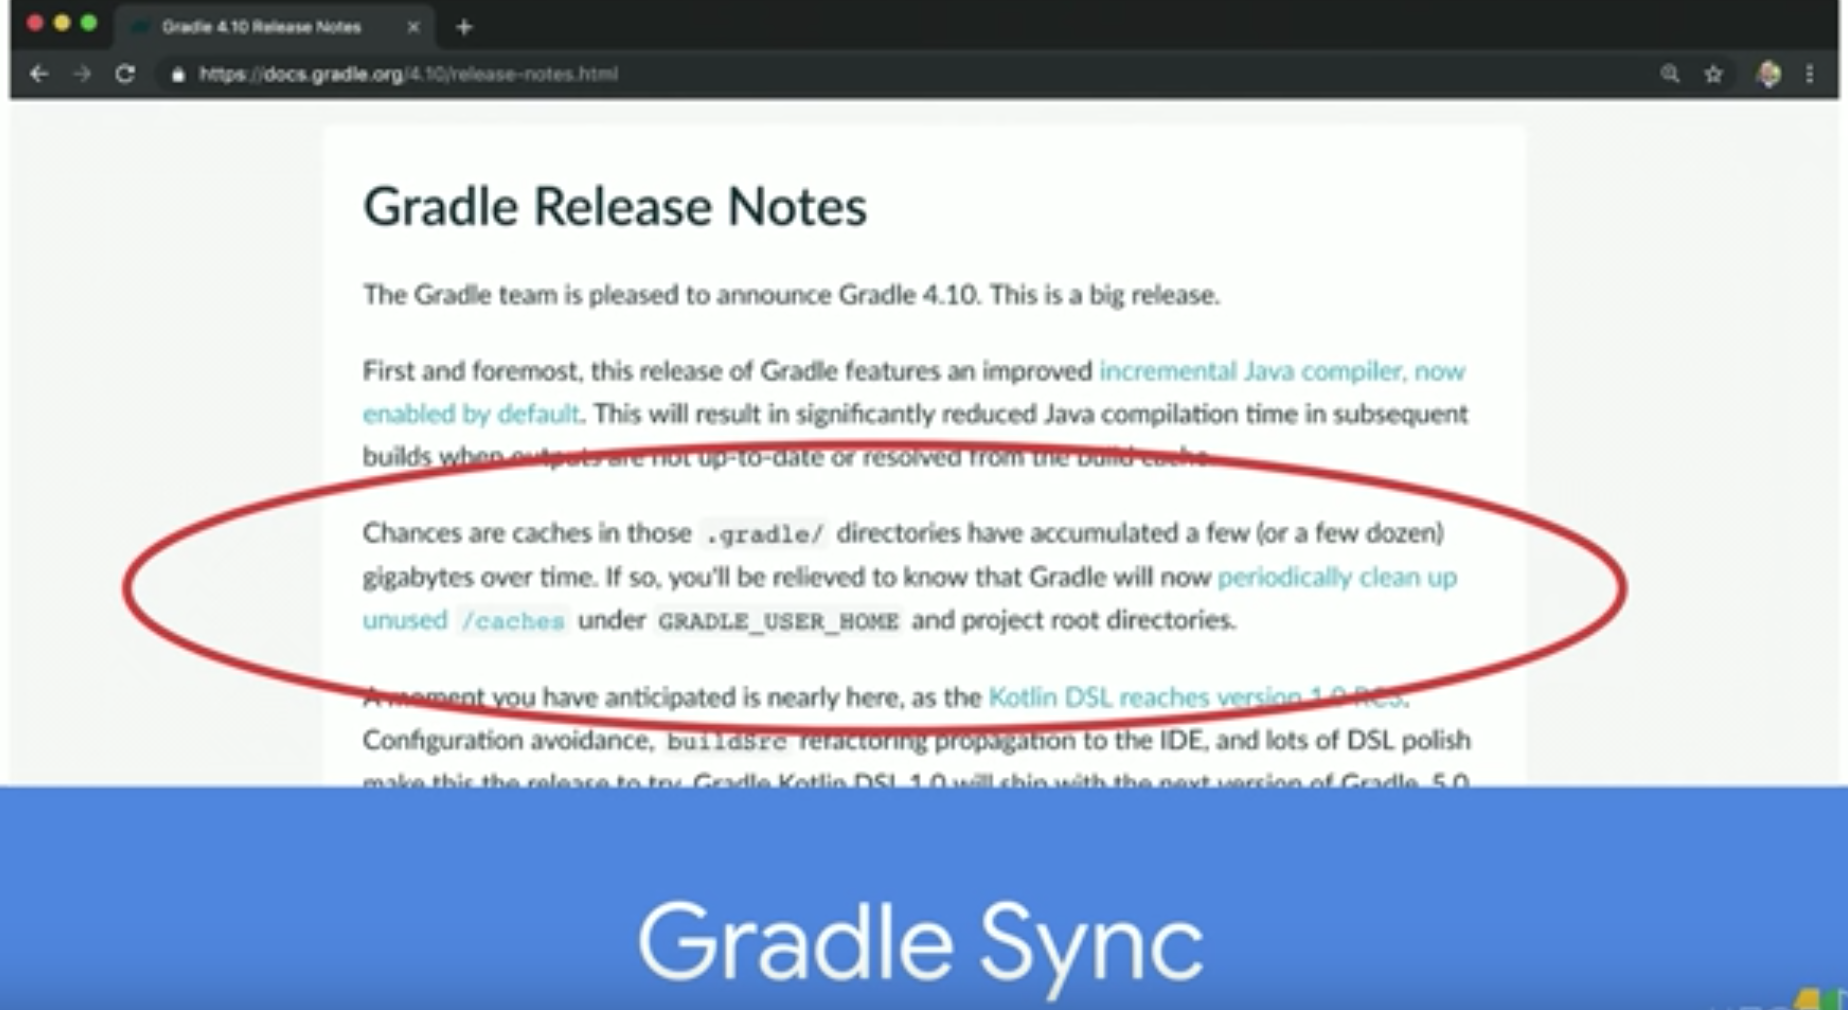 Gradle 4.10 Release Notes
https://docs.gradle.org/4.10/release-notes.html
Gradle Release Notes
The Gradle team is pleased to announce Gradle 4.10. This is a big release.
First and foremost, this release of Gradle features an improved incremental Java compiler, now
enabled by default. This will result in significantly reduced Java compilation time in subsequent
builds when outputs are not up-to-date or resolved from the build cache.
Chances are caches in those .gradle/ directories have accumulated a few (or a few dozen)
gigabytes over time. If so, you'll be relieved to know that Gradle will now periodically clean up
unused /caches under GRADLE_USER_HOME and project root directories.
A moment you have anticipated is nearly here, as the Kotlin DSL reaches version 1.0 RC3.
Configuration avoidance, buildSrc refactoring propagation to the IDE, and lots of DSL polish
make this the release to try. Gradle Kotlin DSL 1.0 will ship with the next version of Gradle, 5.0
Gradle Sync